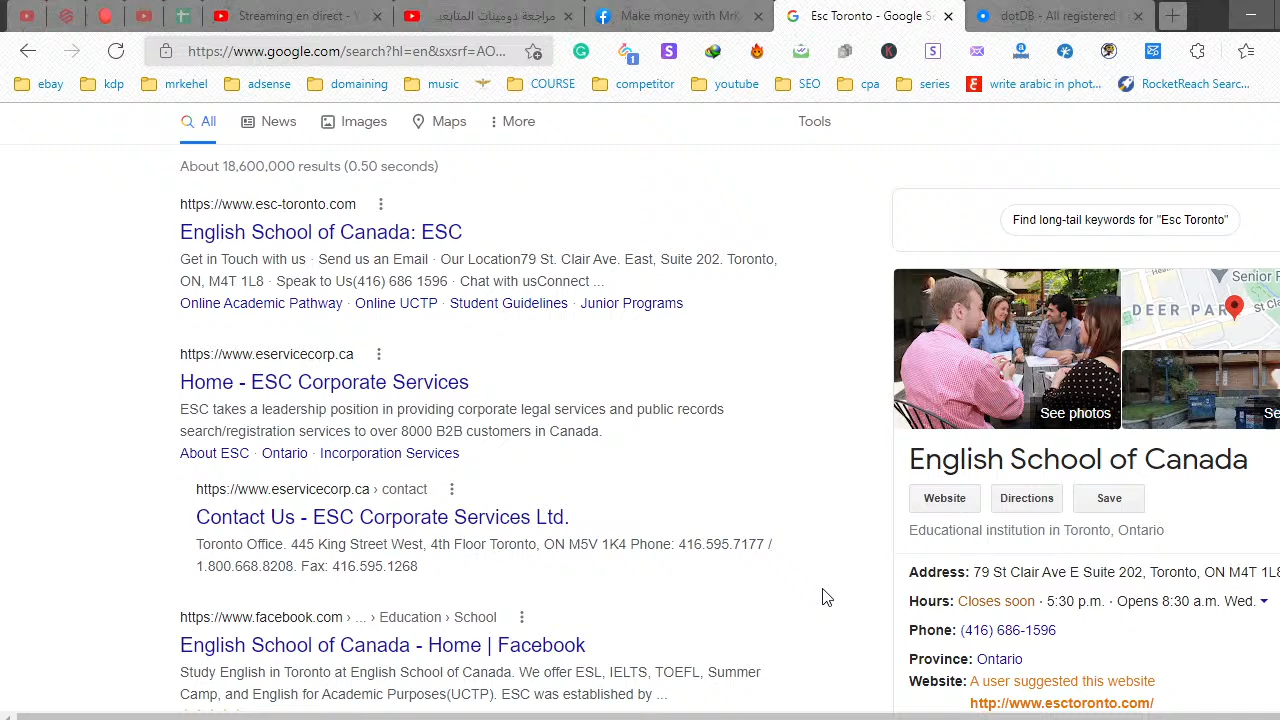 Streaming en direct - Y
مراجعة دومينات المتابعي
Make money with MrK
Esc Toronto - Google Se
dotDB - All registered
https://www.google.com/search?hl=en&sxsrf=AO...
ebay
kdp
mrkehel
adsense
domaining
music
COURSE
competitor
youtube
SEO
cpa
series
write arabic in phot...
RocketReach Searc...
All
News
Images
Maps
More
Tools
About 18,600,000 results (0.50 seconds)
https://www.esc-toronto.com
English School of Canada: ESC
Get in Touch with us · Send us an Email · Our Location79 St. Clair Ave. East, Suite 202. Toronto,
ON, M4T 1L8 · Speak to Us(416) 686 1596 · Chat with usConnect ...
Online Academic Pathway · Online UCTP · Student Guidelines · Junior Programs
https://www.eservicecorp.ca
Home - ESC Corporate Services
ESC takes a leadership position in providing corporate legal services and public records
search/registration services to over 8000 B2B customers in Canada.
About ESC · Ontario · Incorporation Services
https://www.eservicecorp.ca › contact
Contact Us - ESC Corporate Services Ltd.
Toronto Office. 445 King Street West, 4th Floor Toronto, ON M5V 1K4 Phone: 416.595.7177 /
1.800.668.8208. Fax: 416.595.1268
https://www.facebook.com › ... › Education › School
English School of Canada - Home | Facebook
Study English in Toronto at English School of Canada. We offer ESL, IELTS, TOEFL, Summer
Camp, and English for Academic Purposes(UCTP). ESC was established by ...
Find long-tail keywords for "Esc Toronto"
Senior P
DEER PAR
St C
See photos
Se
English School of Canada
Website
Directions
Save
Educational institution in Toronto, Ontario
Address: 79 St Clair Ave E Suite 202, Toronto, ON M4T 1L8
Hours: Closes soon · 5:30 p.m. · Opens 8:30 a.m. Wed.
Phone: (416) 686-1596
Province: Ontario
Website: A user suggested this website
http://www.esctoronto.com/